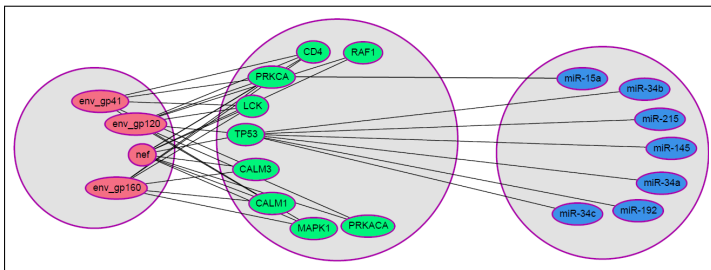 env_gp41
env_gp120
nef
env_gp160
CD4
RAF1
PRKCA
LCK
TP53
CALM3
CALM1
MAPK1
PRKACA
miR-15a
miR-34b
miR-215
miR-145
miR-34a
miR-192
miR-34c